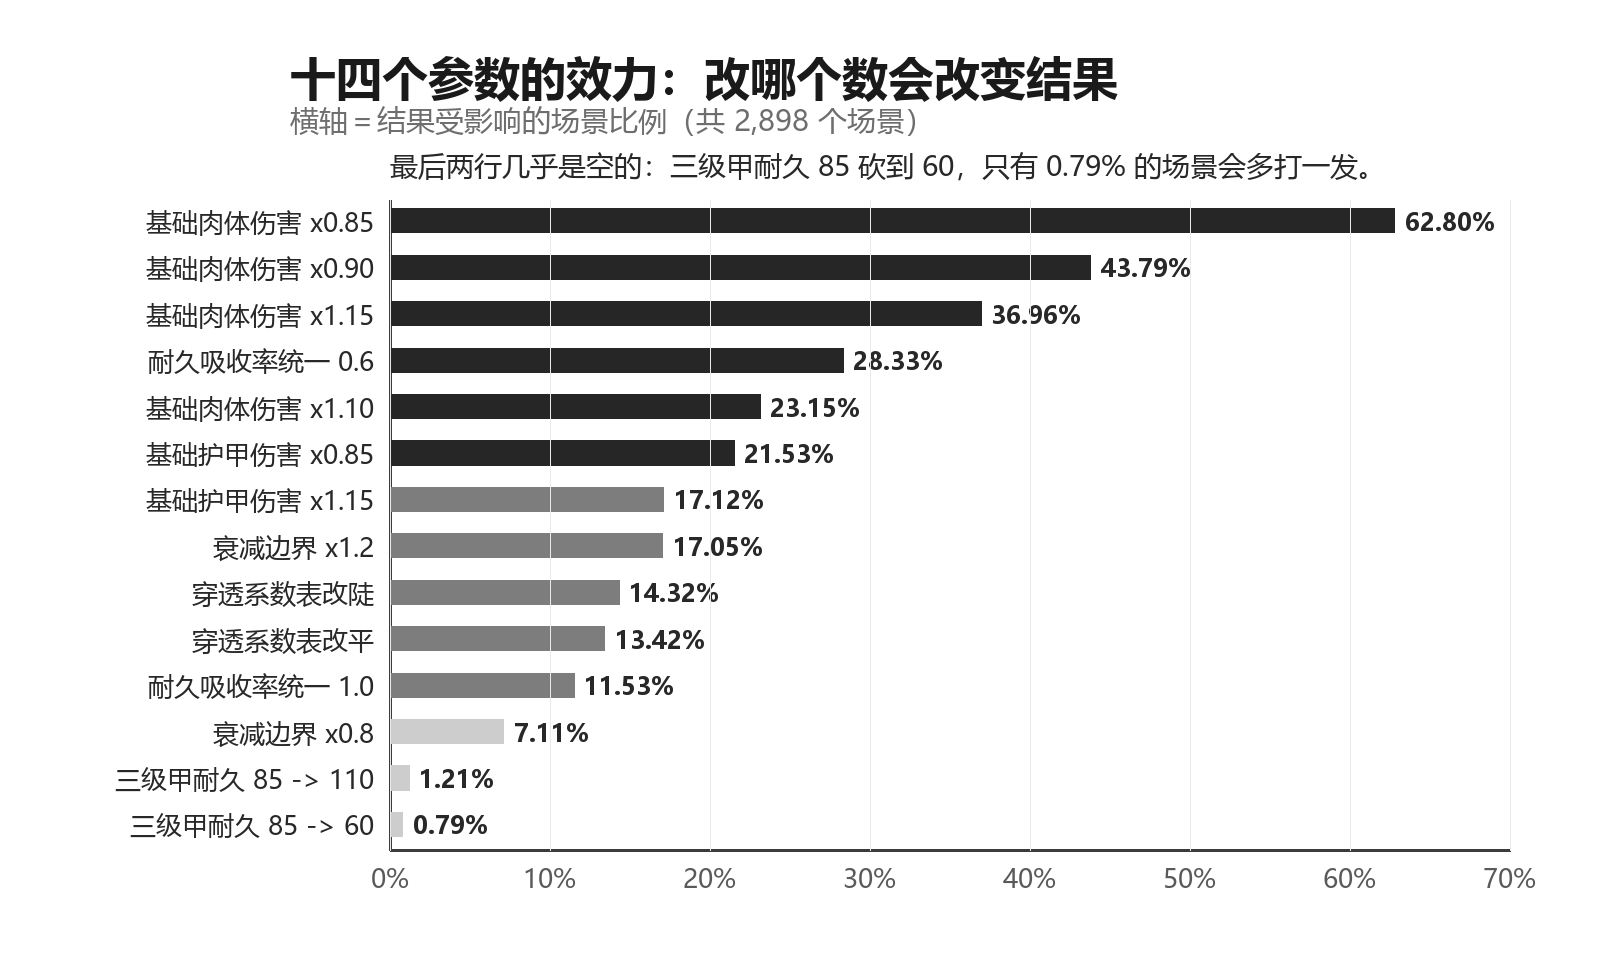 十四个参数的效力：改哪个数会改变结果
横轴＝结果受影响的场景比例（共 2,898 个场景）
最后两行几乎是空的：三级甲耐久 85 砍到 60，只有 0.79% 的场景会多打一发。
基础肉体伤害 x0.85 62.80%
基础肉体伤害 x0.90 43.79%
基础肉体伤害 x1.15 36.96%
耐久吸收率统一 0.6 28.33%
基础肉体伤害 x1.10 23.15%
基础护甲伤害 x0.85 21.53%
基础护甲伤害 x1.15 17.12%
衰减边界 x1.2 17.05%
穿透系数表改陡 14.32%
穿透系数表改平 13.42%
耐久吸收率统一 1.0 11.53%
衰减边界 x0.8 7.11%
三级甲耐久 85 -> 110 1.21%
三级甲耐久 85 -> 60 0.79%
0% 10% 20% 30% 40% 50% 60% 70%